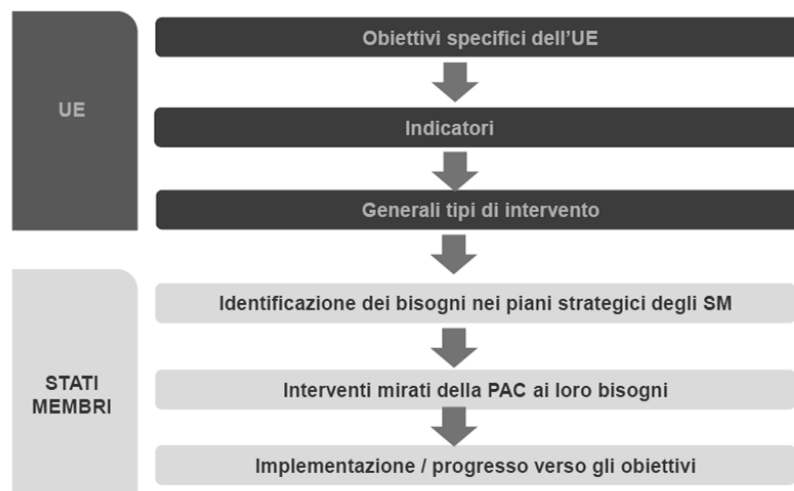 UE
Obiettivi specifici dell'UE
Indicatori
Generali tipi di intervento
STATI
MEMBRI
Identificazione dei bisogni nei piani strategici degli SM
Interventi mirati della PAC ai loro bisogni
Implementazione / progresso verso gli obiettivi